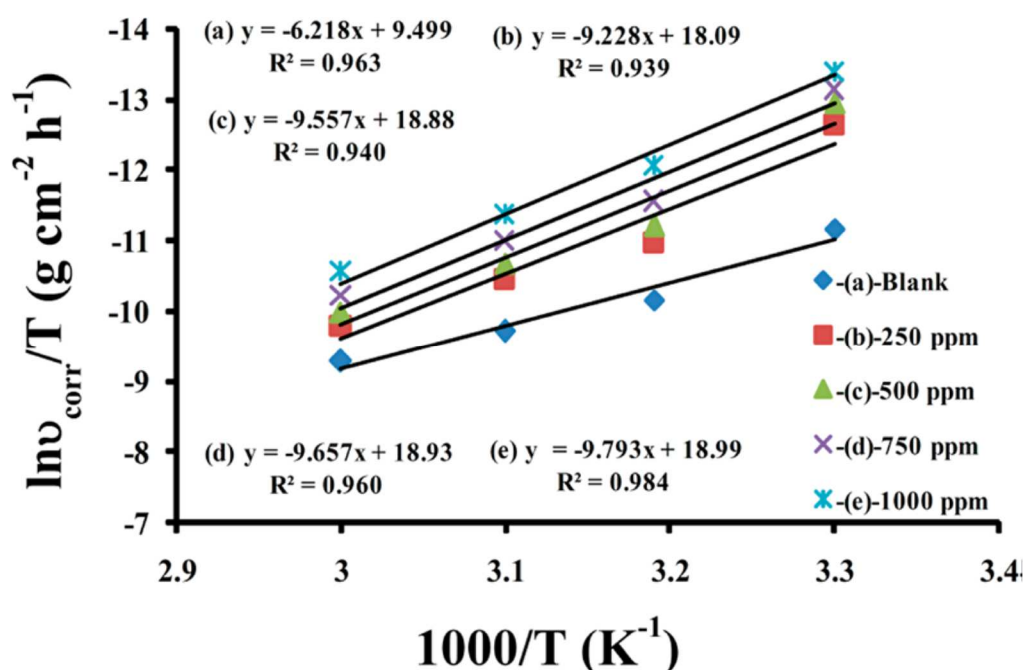 (a) y = -6.218x + 9.499
R² = 0.963
(b) y = -9.228x + 18.09
R² = 0.939
(c) y = -9.557x + 18.88
R² = 0.940
(d) y = -9.657x + 18.93
R² = 0.960
(e) y = -9.793x + 18.99
R² = 0.984
-14
-13
-12
-11
-10
-9
-8
-7
lnυcorr/T (g cm⁻² h⁻¹)
-(a)-Blank
-(b)-250 ppm
-(c)-500 ppm
-(d)-750 ppm
-(e)-1000 ppm
2.9 3 3.1 3.2 3.3 3.4
1000/T (K⁻¹)